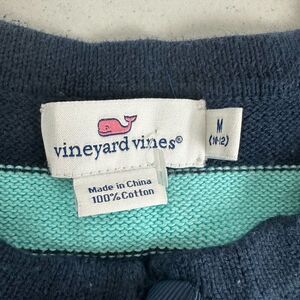 vineyard vines®
M
(10-12)
Made in China
100% Cotton